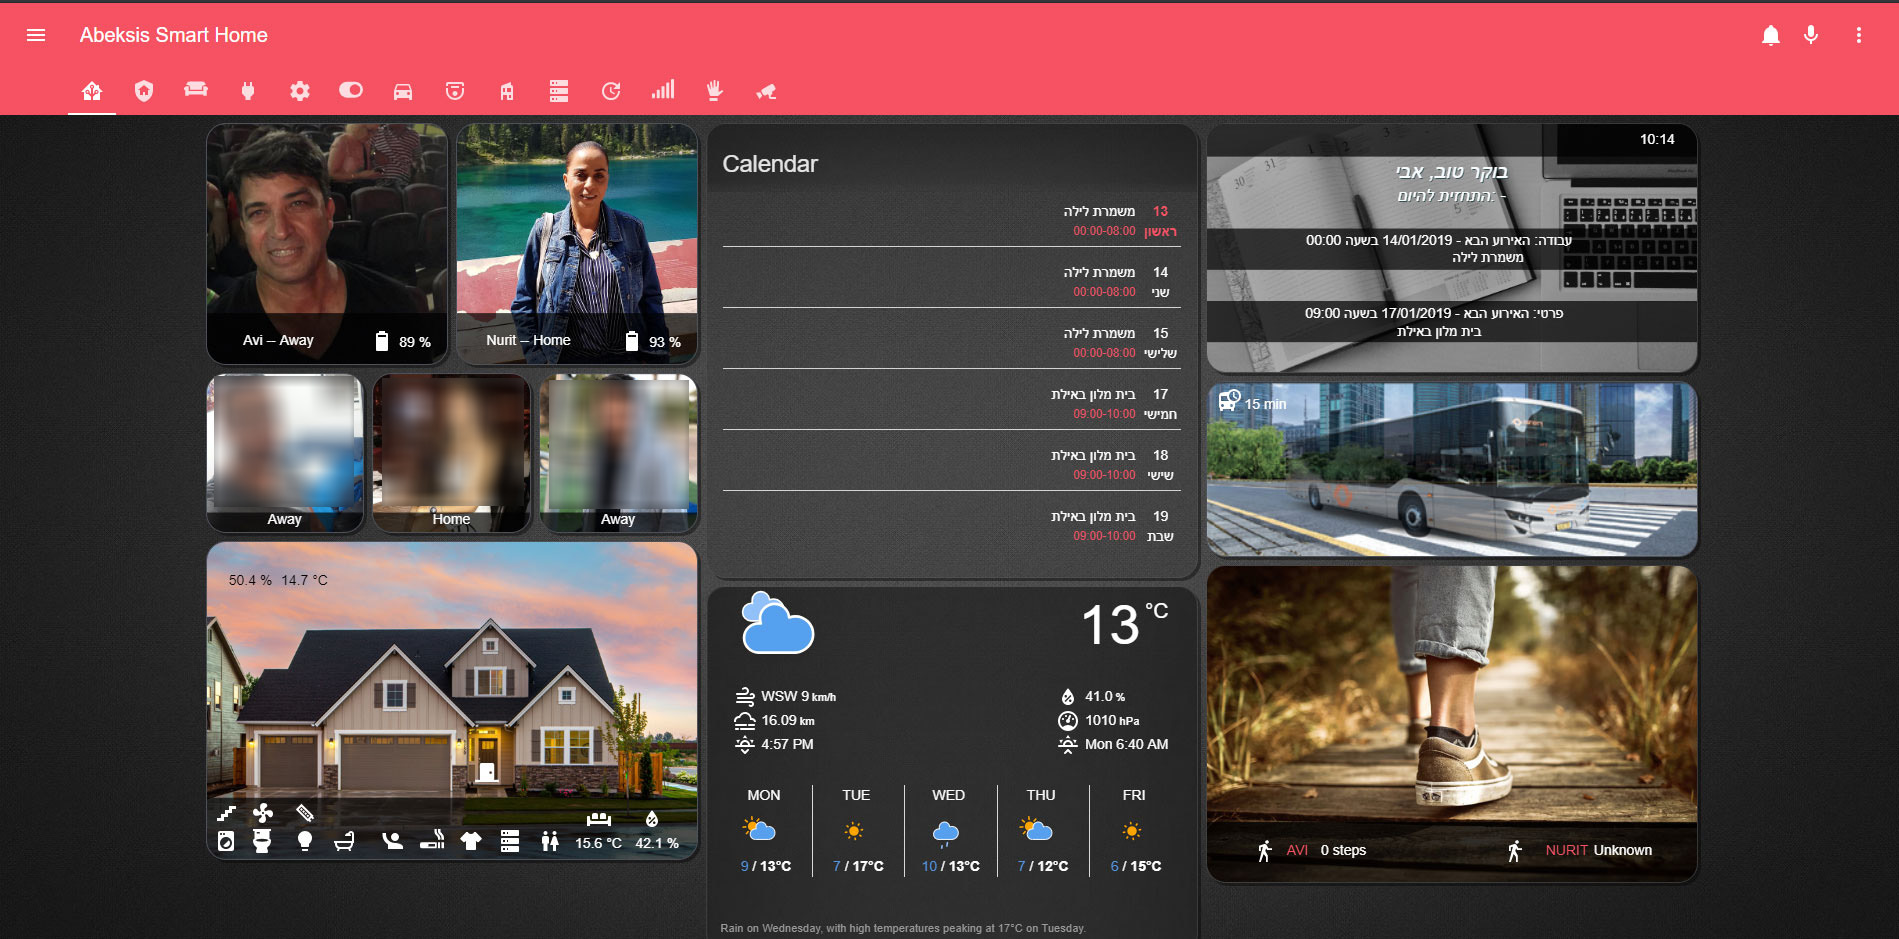 Abeksis Smart Home
Avi – Away
89 %
Nurit – Home
93 %
Away
Home
Away
50.4 % 14.7 °C
15.6 °C
42.1 %
Calendar
13 משמרת לילה
ראשון 00:00-08:00
14 משמרת לילה
שני 00:00-08:00
15 משמרת לילה
שלישי 00:00-08:00
17 בית מלון באילת
חמישי 09:00-10:00
18 בית מלון באילת
שישי 09:00-10:00
19 בית מלון באילת
שבת 09:00-10:00
13 °C
WSW 9 km/h
41.0 %
16.09 km
1010 hPa
4:57 PM
Mon 6:40 AM
MON TUE WED THU FRI
9 / 13°C 7 / 17°C 10 / 13°C 7 / 12°C 6 / 15°C
Rain on Wednesday, with high temperatures peaking at 17°C on Tuesday.
10:14
בוקר טוב, אבי
התחזית להיום: -
עבודה: האירוע הבא - 14/01/2019 בשעה 00:00
משמרת לילה
פרטי: האירוע הבא - 17/01/2019 בשעה 09:00
בית מלון באילת
15 min
AVI 0 steps
NURIT Unknown